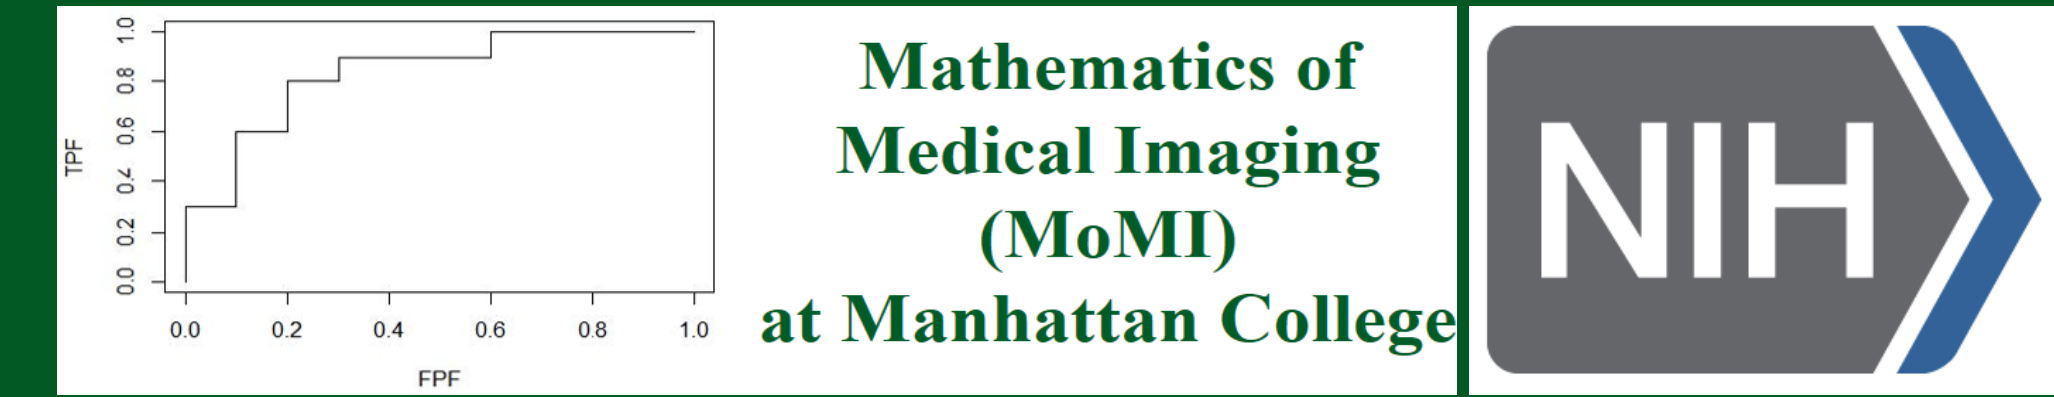 1.0
0.8
0.6
0.4
0.2
0.0
TPF
0.0 0.2 0.4 0.6 0.8 1.0
FPF
Mathematics of
Medical Imaging
(MoMI)
at Manhattan College
NIH